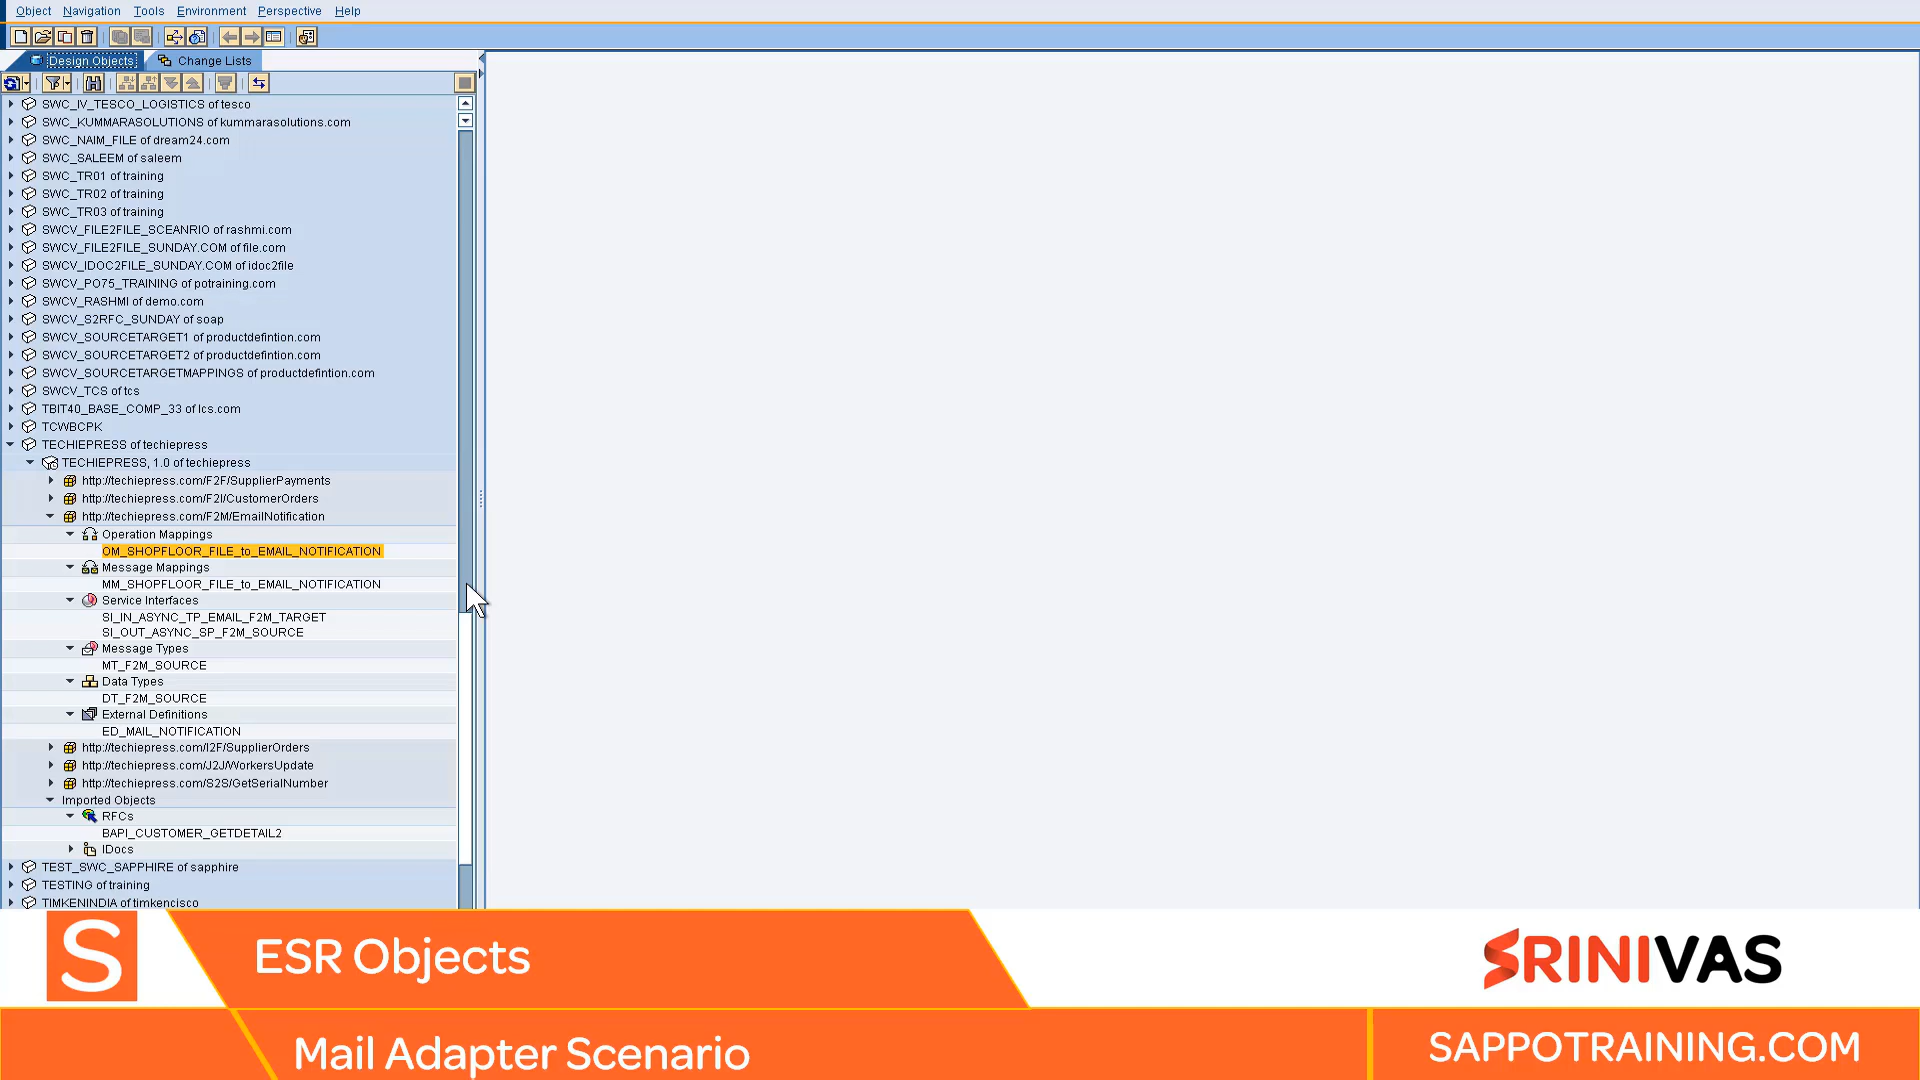 Object Navigation Tools Environment Perspective Help
Design Objects Change Lists
SWC_IV_TESCO_LOGISTICS of tesco
SWC_KUMMARASOLUTIONS of kummarasolutions.com
SWC_NAIM_FILE of dream24.com
SWC_SALEEM of saleem
SWC_TR01 of training
SWC_TR02 of training
SWC_TR03 of training
SWCV_FILE2FILE_SCEANRIO of rashmi.com
SWCV_FILE2FILE_SUNDAY.COM of file.com
SWCV_IDOC2FILE_SUNDAY.COM of idoc2file
SWCV_PO75_TRAINING of potraining.com
SWCV_RASHMI of demo.com
SWCV_S2RFC_SUNDAY of soap
SWCV_SOURCETARGET1 of productdefintion.com
SWCV_SOURCETARGET2 of productdefintion.com
SWCV_SOURCETARGETMAPPINGS of productdefintion.com
SWCV_TCS of tcs
TBIT40_BASE_COMP_33 of lcs.com
TCWBCPK
TECHIEPRESS of techiepress
TECHIEPRESS, 1.0 of techiepress
http://techiepress.com/F2F/SupplierPayments
http://techiepress.com/F2I/CustomerOrders
http://techiepress.com/F2M/EmailNotification
Operation Mappings
OM_SHOPFLOOR_FILE_to_EMAIL_NOTIFICATION
Message Mappings
MM_SHOPFLOOR_FILE_to_EMAIL_NOTIFICATION
Service Interfaces
SI_IN_ASYNC_TP_EMAIL_F2M_TARGET
SI_OUT_ASYNC_SP_F2M_SOURCE
Message Types
MT_F2M_SOURCE
Data Types
DT_F2M_SOURCE
External Definitions
ED_MAIL_NOTIFICATION
http://techiepress.com/I2F/SupplierOrders
http://techiepress.com/J2J/WorkersUpdate
http://techiepress.com/S2S/GetSerialNumber
Imported Objects
RFCs
BAPI_CUSTOMER_GETDETAIL2
IDocs
TEST_SWC_SAPPHIRE of sapphire
TESTING of training
TIMKENINDIA of timkencisco
S
ESR Objects
SRINIVAS
Mail Adapter Scenario
SAPPOTRAINING.COM